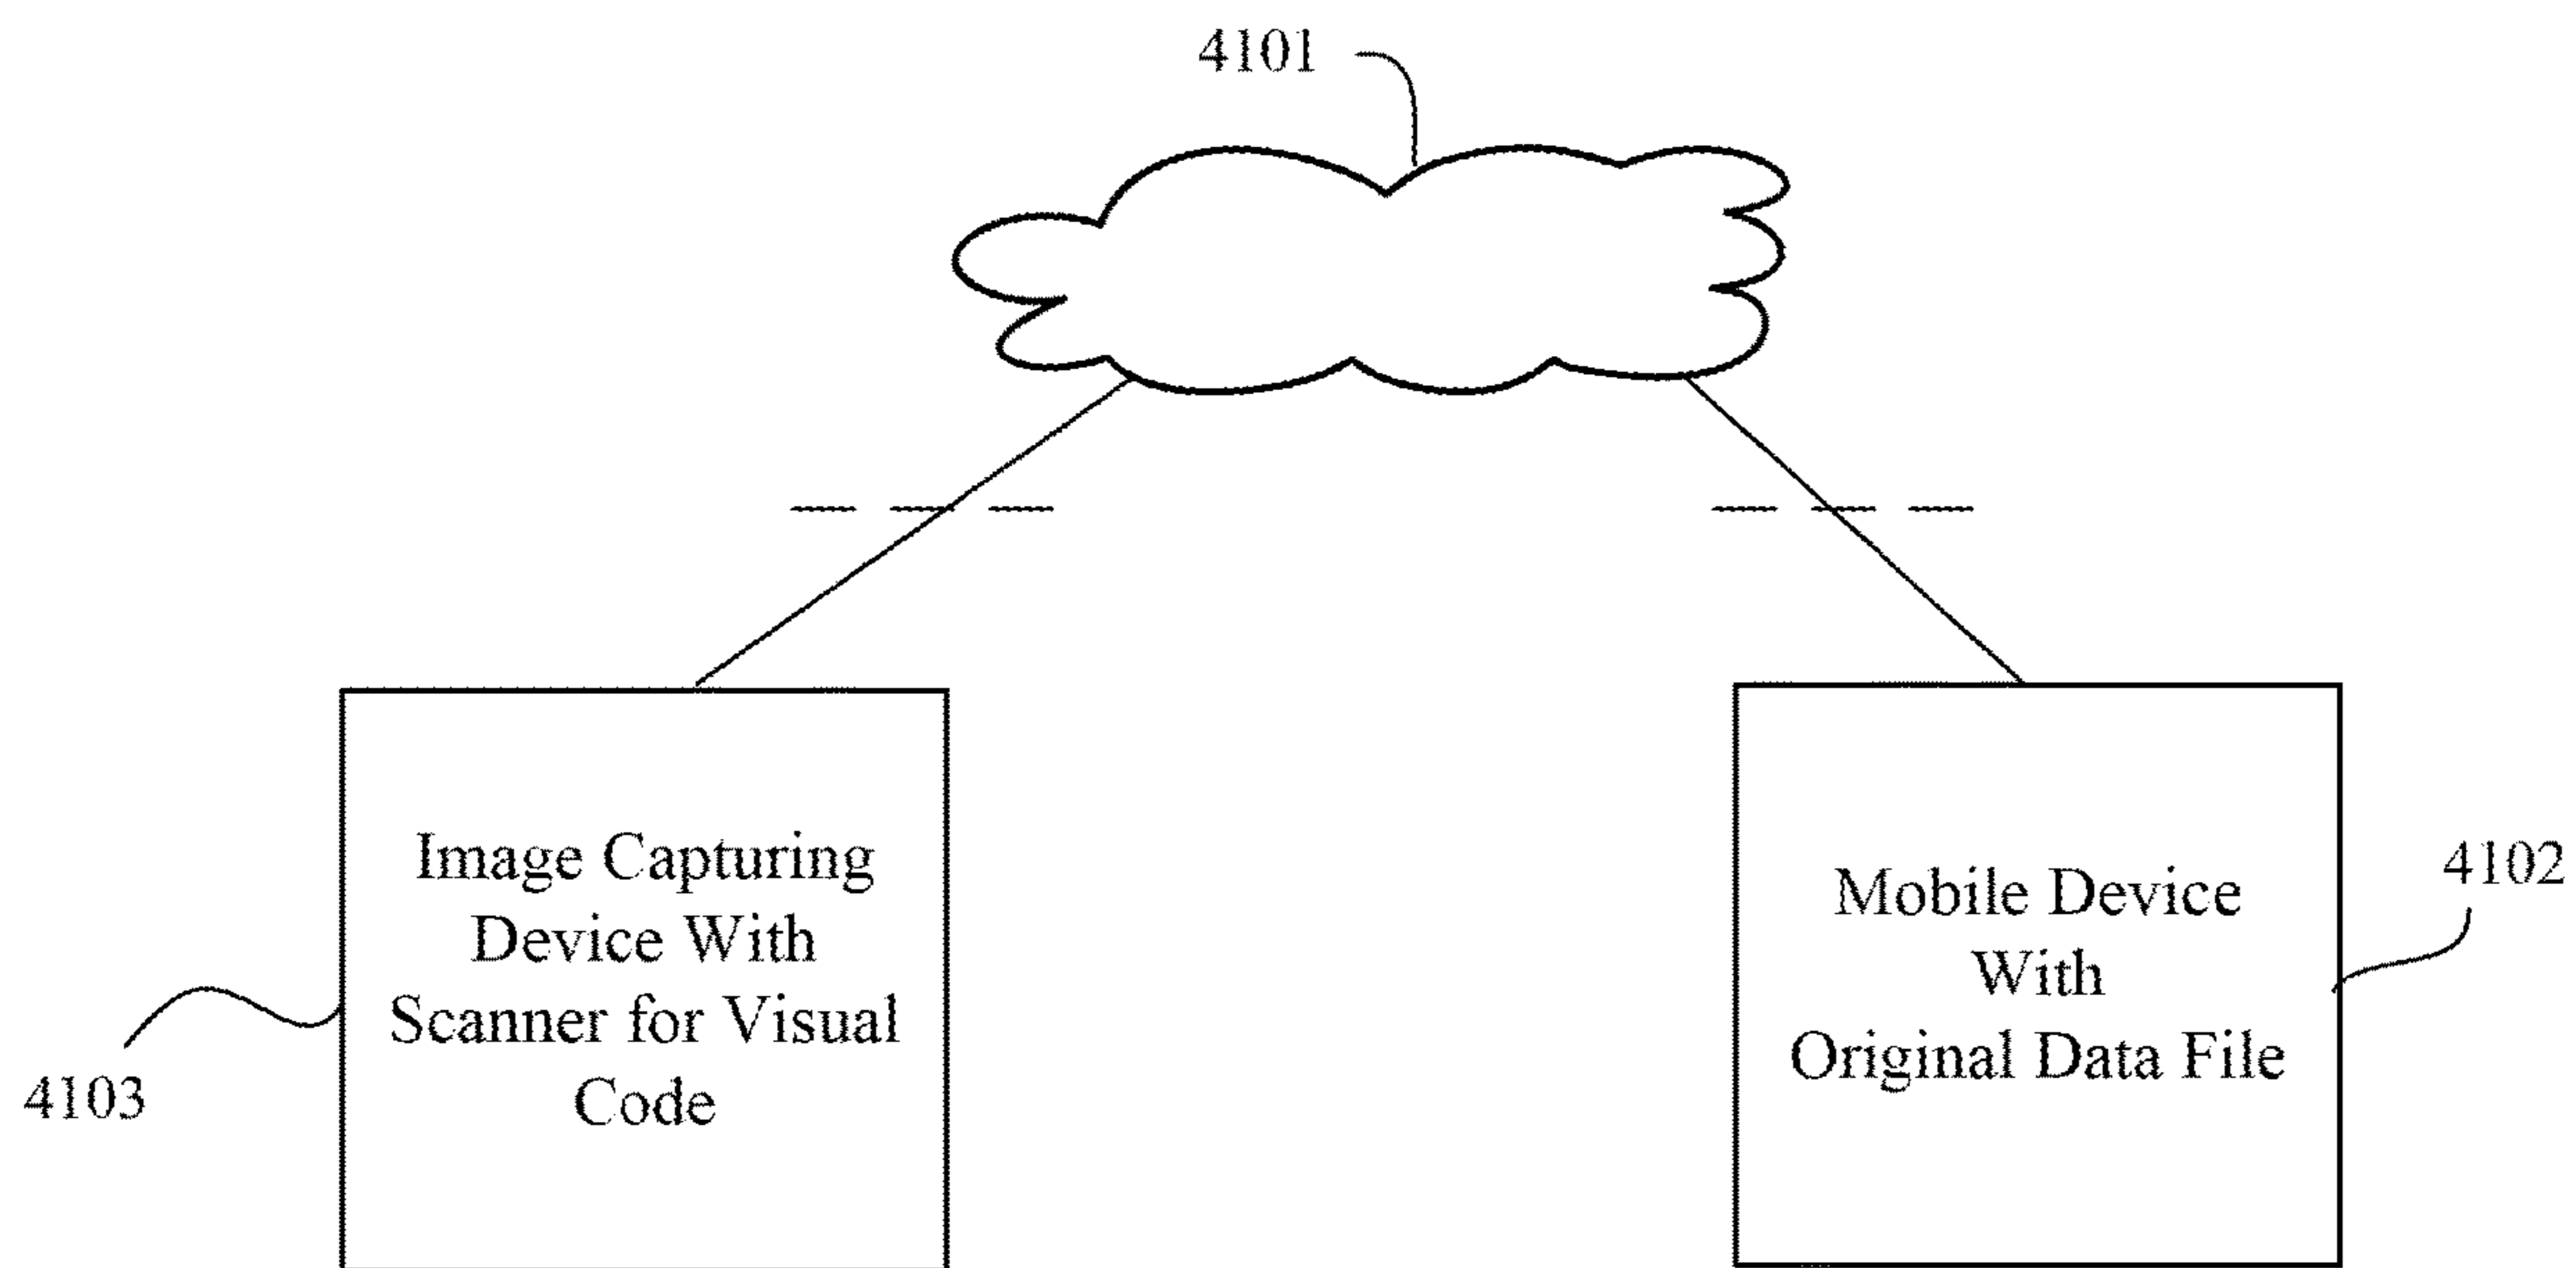 4101
Image Capturing
Device With
Scanner for Visual
Code
4103
Mobile Device
With
Original Data File
4102